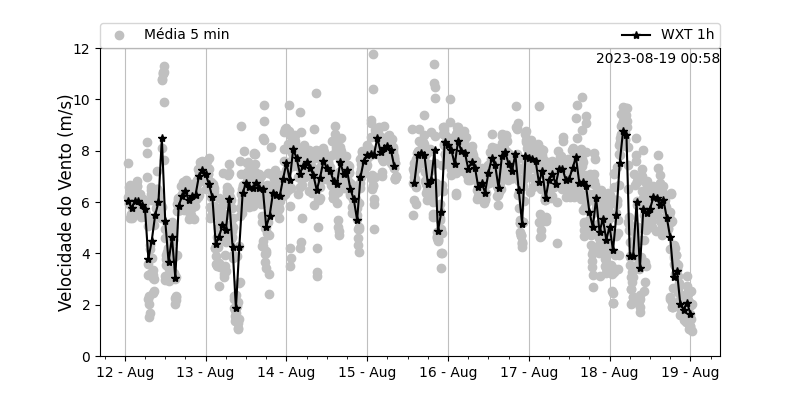 Média 5 min
WXT 1h
2023-08-19 00:58
Velocidade do Vento (m/s)
12
10
8
6
4
2
0
12 - Aug
13 - Aug
14 - Aug
15 - Aug
16 - Aug
17 - Aug
18 - Aug
19 - Aug